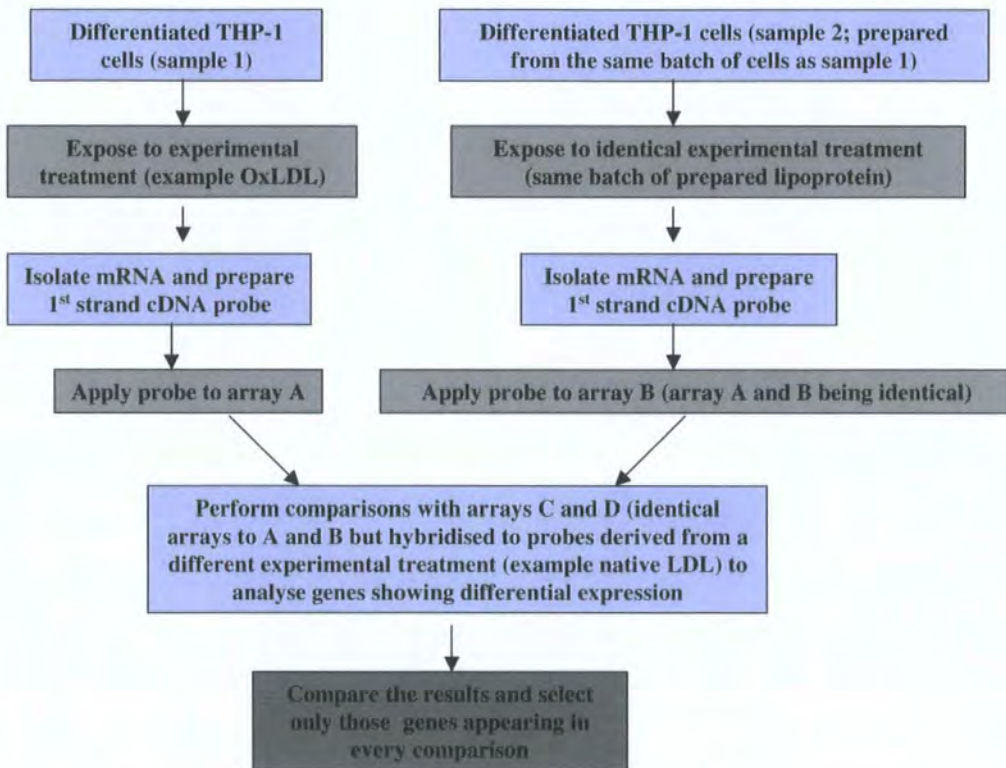 Differentiated THP-1
cells (sample 1)
Differentiated THP-1 cells (sample 2; prepared
from the same batch of cells as sample 1)
Expose to experimental
treatment (example OxLDL)
Expose to identical experimental treatment
(same batch of prepared lipoprotein)
Isolate mRNA and prepare
1st strand cDNA probe
Isolate mRNA and prepare
1st strand cDNA probe
Apply probe to array A
Apply probe to array B (array A and B being identical)
Perform comparisons with arrays C and D (identical
arrays to A and B but hybridised to probes derived from a
different experimental treatment (example native LDL) to
analyse genes showing differential expression
Compare the results and select
only those genes appearing in
every comparison